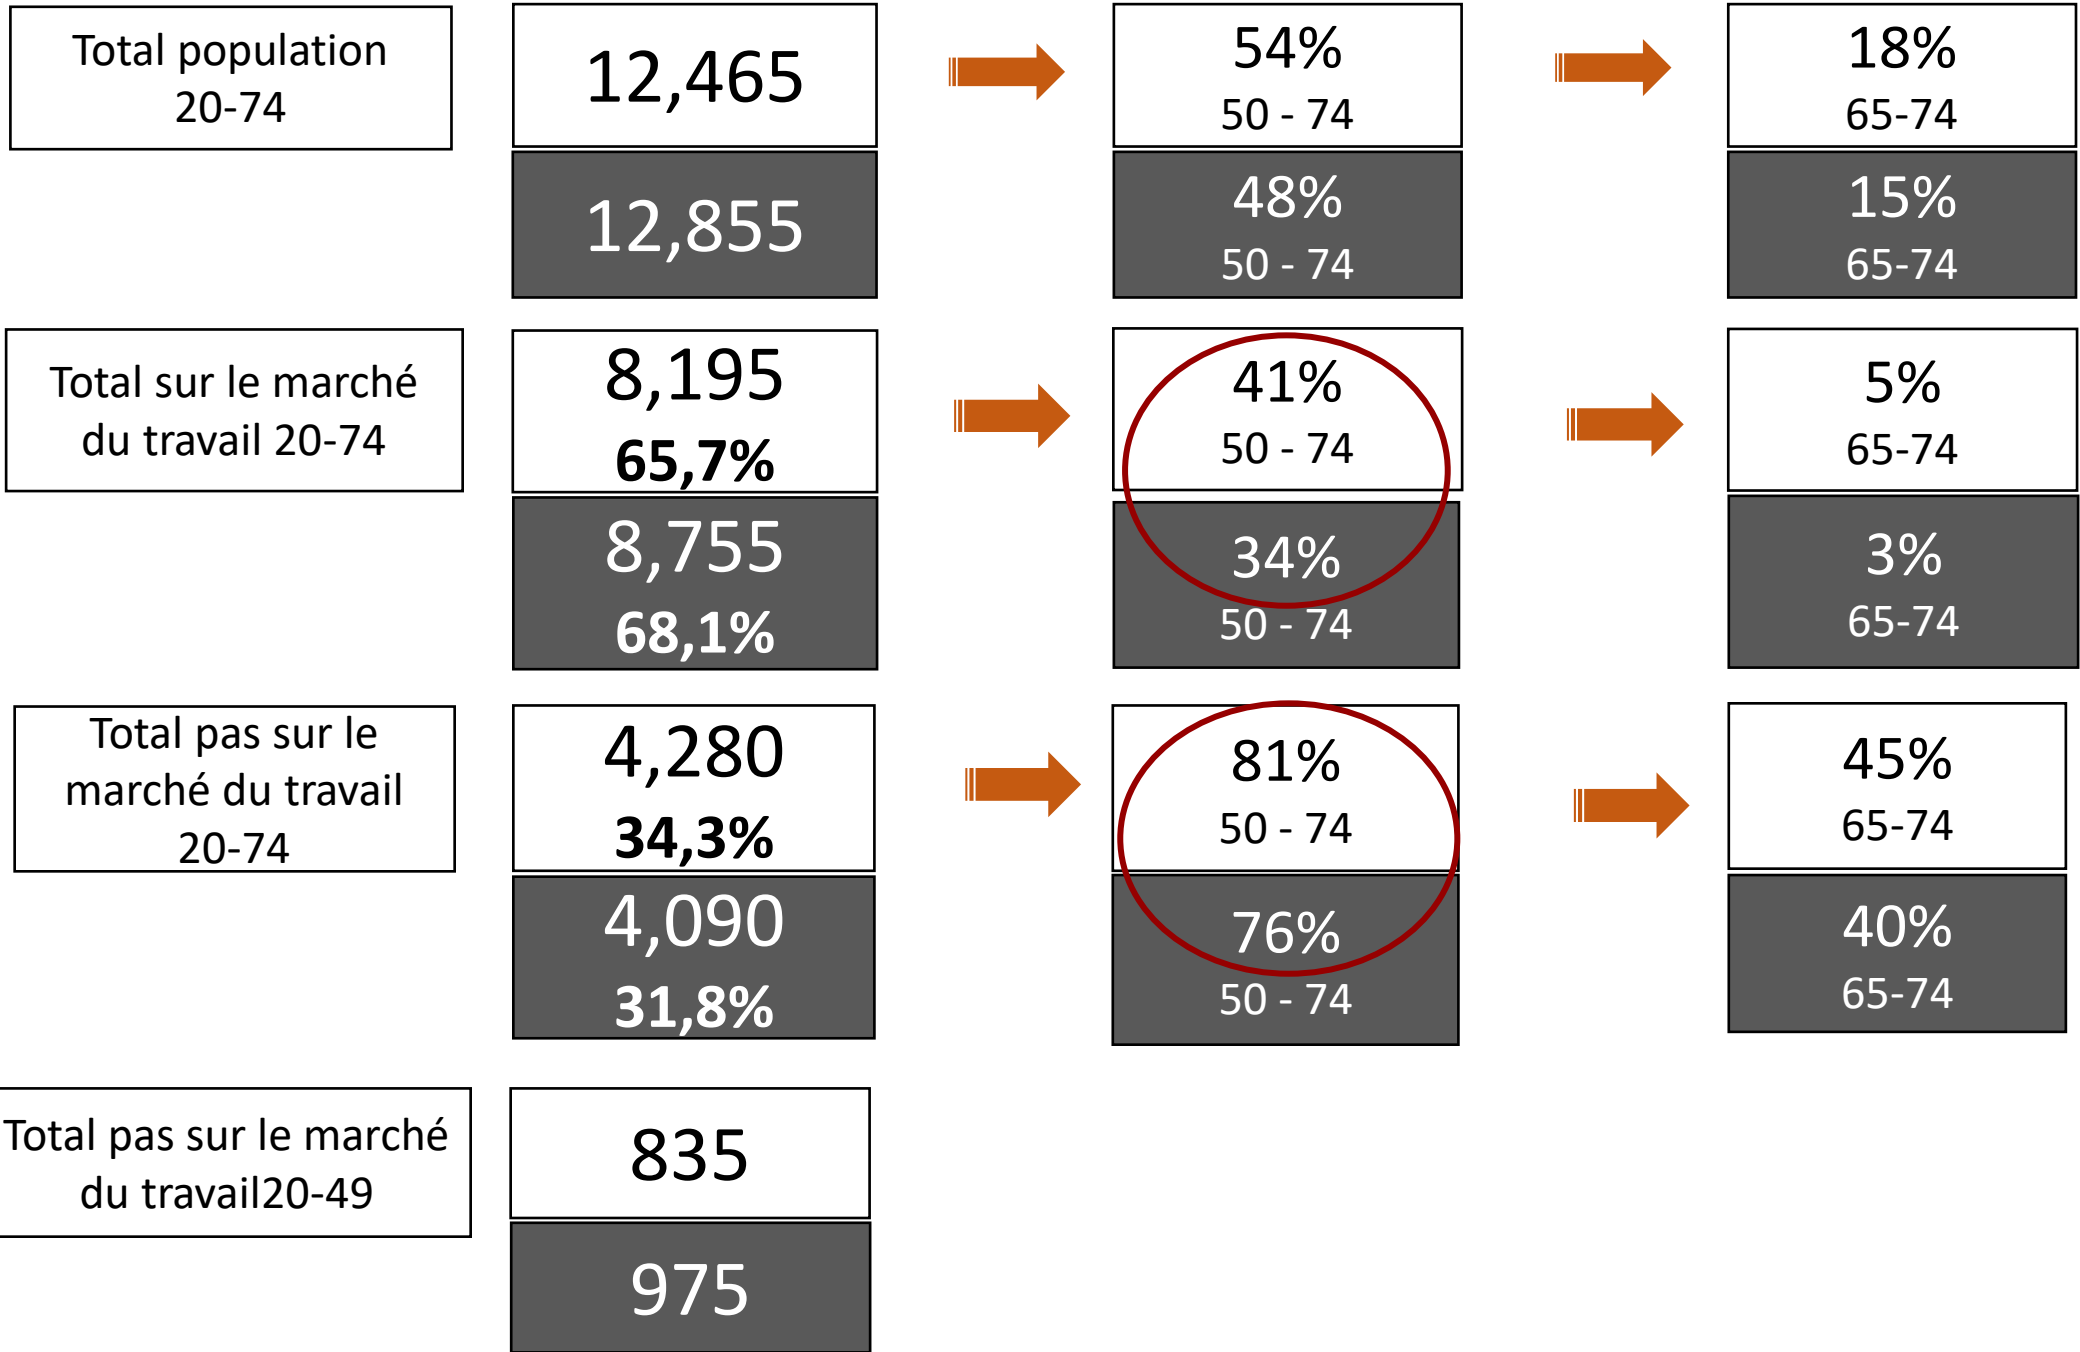 Total population
20-74
12,465
54%
50 - 74
18%
65-74
12,855
48%
50 - 74
15%
65-74
Total sur le marché
du travail 20-74
8,195
65,7%
41%
50 - 74
5%
65-74
8,755
68,1%
34%
50 - 74
3%
65-74
Total pas sur le
marché du travail
20-74
4,280
34,3%
81%
50 - 74
45%
65-74
4,090
31,8%
76%
50 - 74
40%
65-74
Total pas sur le marché
du travail20-49
835
975